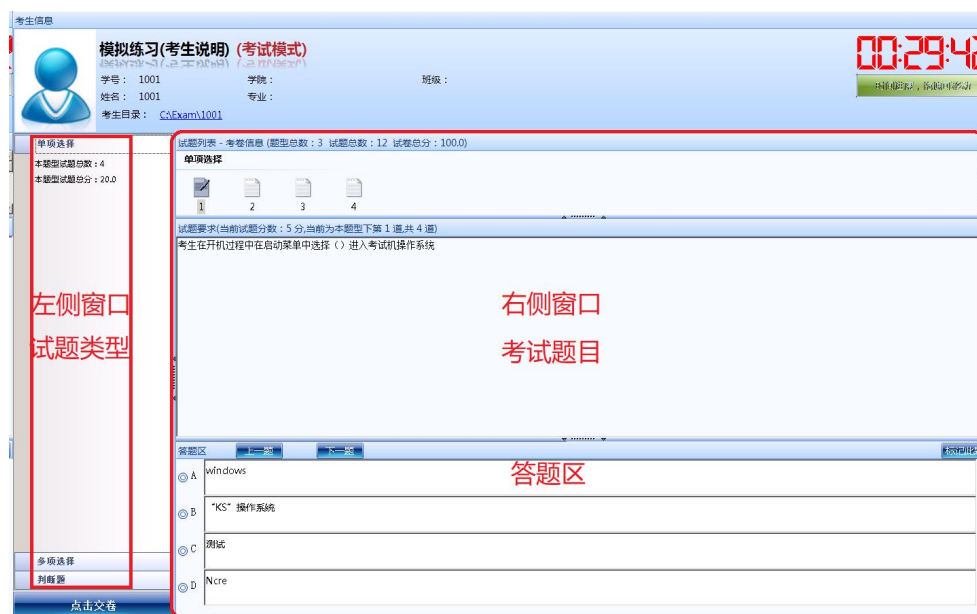 考生信息
模拟练习(考生说明) (考试模式)
00:29:42
学号： 1001 学院： 班级：
姓名： 1001 专业：
考生目录： C:\Exam\1001
单项选择
本题型试题总数：4
本题型试题总分：20.0
左侧窗口
试题类型
多项选择
判断题
点击交卷
试题列表 - 考卷信息 (题型总数：3 试题总数：12 试卷总分：100.0)
单项选择
1 2 3 4
试题要求(当前试题分数：5 分,当前为本题型下第 1 道,共 4 道)
考生在开机过程中在启动菜单中选择（）进入考试机操作系统
右侧窗口
考试题目
答题区 上一题 下一题
答题区
A windows
B “KS”操作系统
C 测试
D Ncre